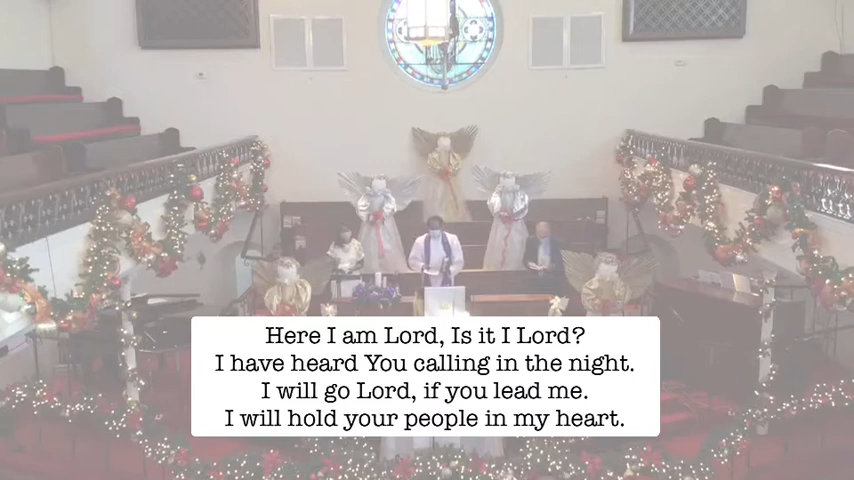 Here I am Lord, Is it I Lord?
I have heard You calling in the night.
I will go Lord, if you lead me.
I will hold your people in my heart.